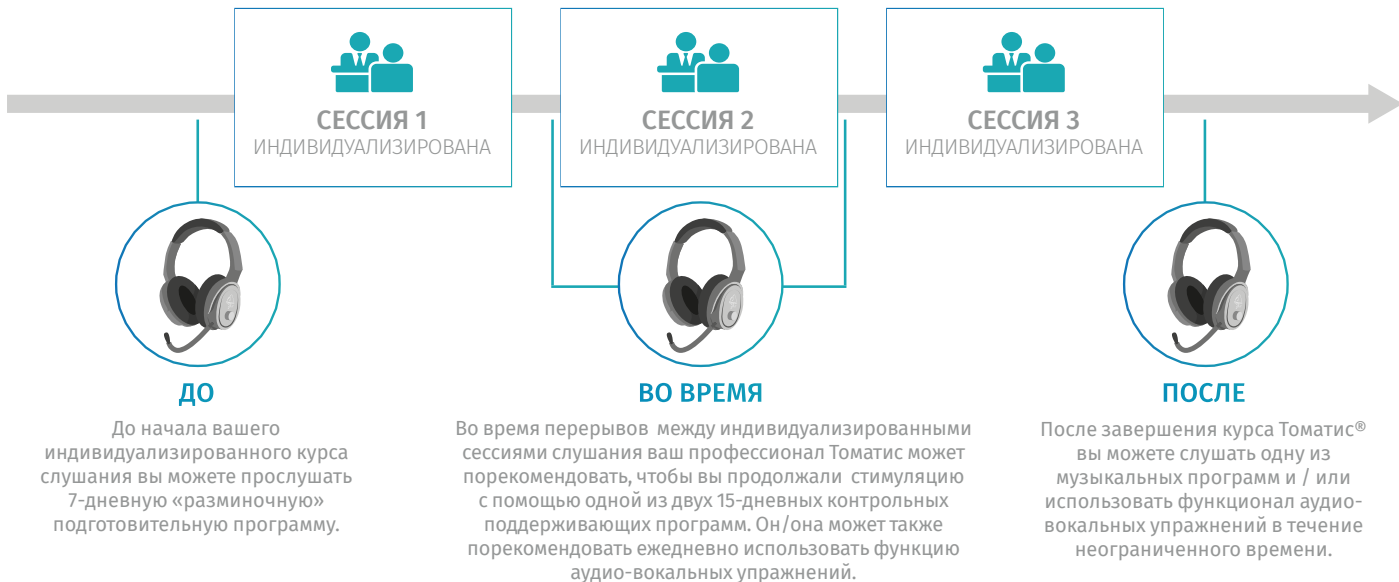 СЕССИЯ 1
ИНДИВИДУАЛИЗИРОВАНА
СЕССИЯ 2
ИНДИВИДУАЛИЗИРОВАНА
СЕССИЯ 3
ИНДИВИДУАЛИЗИРОВАНА
ДО
До начала вашего
индивидуализированного курса
слушания вы можете прослушать
7-дневную «разминочную»
подготовительную программу.
ВО ВРЕМЯ
Во время перерывов между индивидуализированными
сессиями слушания ваш профессионал Томатис может
порекомендовать, чтобы вы продолжали стимуляцию
с помощью одной из двух 15-дневных контрольных
поддерживающих программ. Он/она может также
порекомендовать ежедневно использовать функцию
аудио-вокальных упражнений.
ПОСЛЕ
После завершения курса Томатис®
вы можете слушать одну из
музыкальных программ и / или
использовать функционал аудио-
вокальных упражнений в течение
неограниченного времени.